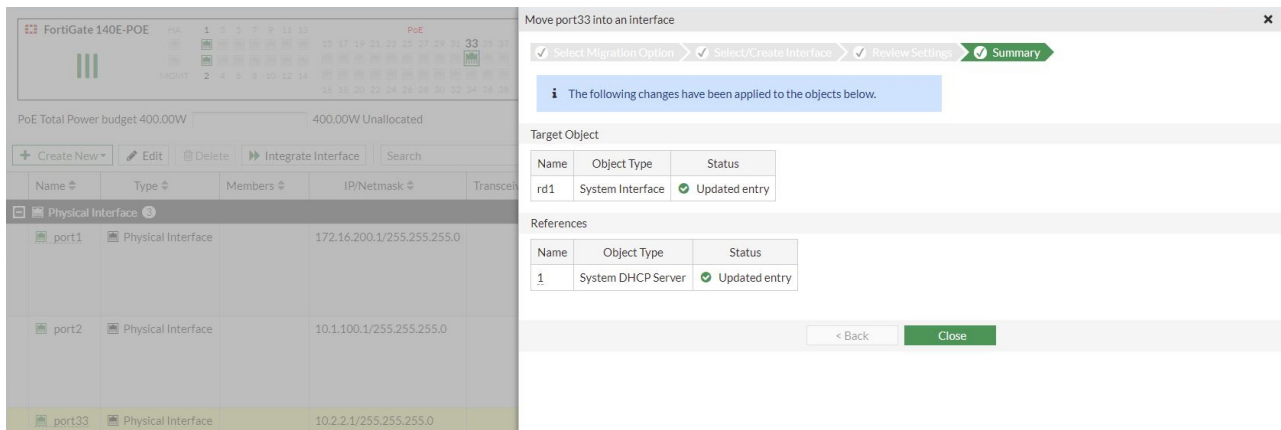 FortiGate 140E-POE
HA 1 3 5 7 9 11 13 PoE
15 17 19 21 23 25 27 29 31 33 35 37
MGMT 2 4 6 8 10 12 14
16 18 20 22 24 26 28 30 32 34 36 38
PoE Total Power budget 400.00W 400.00W Unallocated
Create New Edit Delete Integrate Interface Search
Name Type Members IP/Netmask Transceiv
Physical Interface 3
port1 Physical Interface 172.16.200.1/255.255.255.0
port2 Physical Interface 10.1.100.1/255.255.255.0
port33 Physical Interface 10.2.2.1/255.255.255.0
Move port33 into an interface
Select Migration Option Select/Create Interface Review Settings Summary
The following changes have been applied to the objects below.
Target Object
Name Object Type Status
rd1 System Interface Updated entry
References
Name Object Type Status
1 System DHCP Server Updated entry
< Back Close